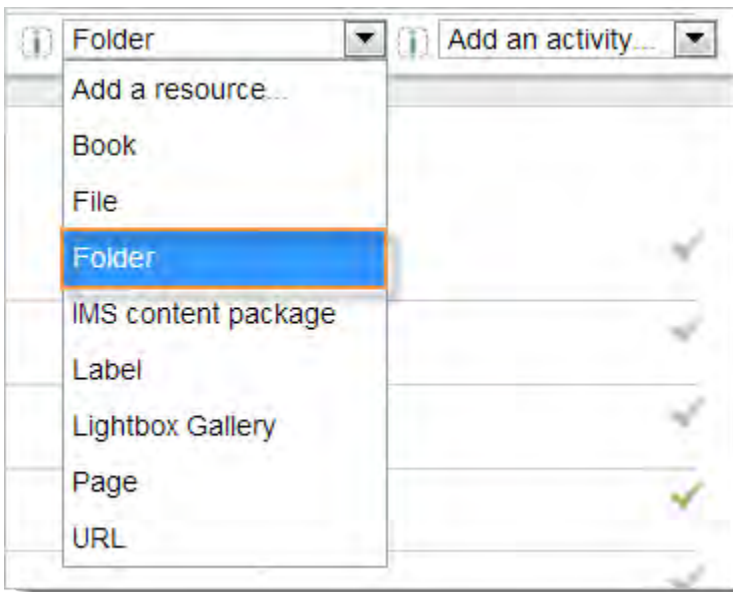 Folder Add an activity...
Add a resource...
Book
File
Folder
IMS content package
Label
Lightbox Gallery
Page
URL